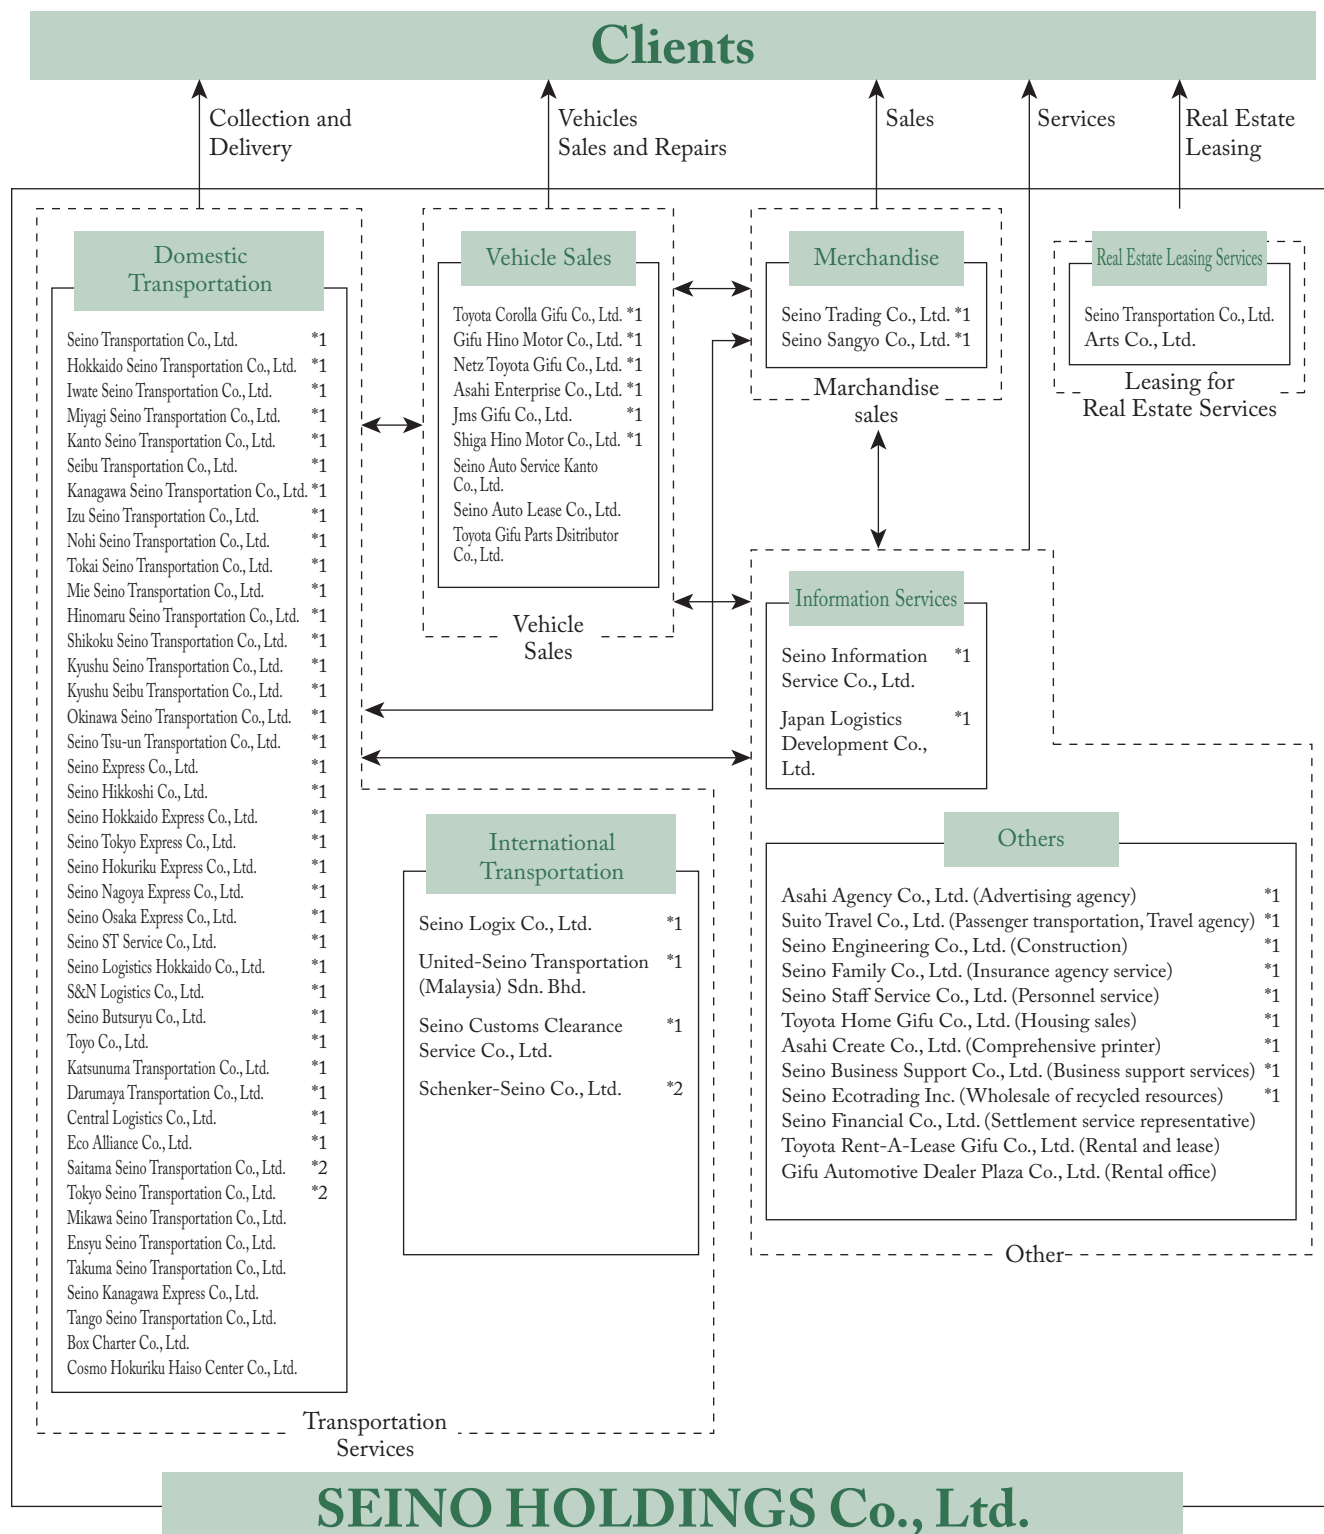 Clients
Collection and
Delivery
Vehicles
Sales and Repairs
Sales
Services
Real Estate
Leasing
Domestic
Transportation
Seino Transportation Co., Ltd. *1
Hokkaido Seino Transportation Co., Ltd. *1
Iwate Seino Transportation Co., Ltd. *1
Miyagi Seino Transportation Co., Ltd. *1
Kanto Seino Transportation Co., Ltd. *1
Seibu Transportation Co., Ltd. *1
Kanagawa Seino Transportation Co., Ltd. *1
Izu Seino Transportation Co., Ltd. *1
Nohi Seino Transportation Co., Ltd. *1
Tokai Seino Transportation Co., Ltd. *1
Mie Seino Transportation Co., Ltd. *1
Hinomaru Seino Transportation Co., Ltd. *1
Shikoku Seino Transportation Co., Ltd. *1
Kyushu Seino Transportation Co., Ltd. *1
Kyushu Seibu Transportation Co., Ltd. *1
Okinawa Seino Transportation Co., Ltd. *1
Seino Tsu-un Transportation Co., Ltd. *1
Seino Express Co., Ltd. *1
Seino Hikkoshi Co., Ltd. *1
Seino Hokkaido Express Co., Ltd. *1
Seino Tokyo Express Co., Ltd. *1
Seino Hokuriku Express Co., Ltd. *1
Seino Nagoya Express Co., Ltd. *1
Seino Osaka Express Co., Ltd. *1
Seino ST Service Co., Ltd. *1
Seino Logistics Hokkaido Co., Ltd. *1
S&N Logistics Co., Ltd. *1
Seino Butsuryu Co., Ltd. *1
Toyo Co., Ltd. *1
Katsunuma Transportation Co., Ltd. *1
Darumaya Transportation Co., Ltd. *1
Central Logistics Co., Ltd. *1
Eco Alliance Co., Ltd. *1
Saitama Seino Transportation Co., Ltd. *2
Tokyo Seino Transportation Co., Ltd. *2
Mikawa Seino Transportation Co., Ltd.
Ensyu Seino Transportation Co., Ltd.
Takuma Seino Transportation Co., Ltd.
Seino Kanagawa Express Co., Ltd.
Tango Seino Transportation Co., Ltd.
Box Charter Co., Ltd.
Cosmo Hokuriku Haiso Center Co., Ltd.
Vehicle Sales
Toyota Corolla Gifu Co., Ltd. *1
Gifu Hino Motor Co., Ltd. *1
Netz Toyota Gifu Co., Ltd. *1
Asahi Enterprise Co., Ltd. *1
Jms Gifu Co., Ltd. *1
Shiga Hino Motor Co., Ltd. *1
Seino Auto Service Kanto
Co., Ltd.
Seino Auto Lease Co., Ltd.
Toyota Gifu Parts Dsitributor
Co., Ltd.
Vehicle
Sales
Merchandise
Seino Trading Co., Ltd. *1
Seino Sangyo Co., Ltd. *1
Marchandise
sales
Real Estate Leasing Services
Seino Transportation Co., Ltd.
Arts Co., Ltd.
Leasing for
Real Estate Services
Information Services
Seino Information *1
Service Co., Ltd.
Japan Logistics *1
Development Co.,
Ltd.
International
Transportation
Seino Logix Co., Ltd. *1
United-Seino Transportation *1
(Malaysia) Sdn. Bhd.
Seino Customs Clearance *1
Service Co., Ltd.
Schenker-Seino Co., Ltd. *2
Others
Asahi Agency Co., Ltd. (Advertising agency) *1
Suito Travel Co., Ltd. (Passenger transportation, Travel agency) *1
Seino Engineering Co., Ltd. (Construction) *1
Seino Family Co., Ltd. (Insurance agency service) *1
Seino Staff Service Co., Ltd. (Personnel service) *1
Toyota Home Gifu Co., Ltd. (Housing sales) *1
Asahi Create Co., Ltd. (Comprehensive printer) *1
Seino Business Support Co., Ltd. (Business support services) *1
Seino Ecotrading Inc. (Wholesale of recycled resources) *1
Seino Financial Co., Ltd. (Settlement service representative)
Toyota Rent-A-Lease Gifu Co., Ltd. (Rental and lease)
Gifu Automotive Dealer Plaza Co., Ltd. (Rental office)
Other
Transportation
Services
SEINO HOLDINGS Co., Ltd.